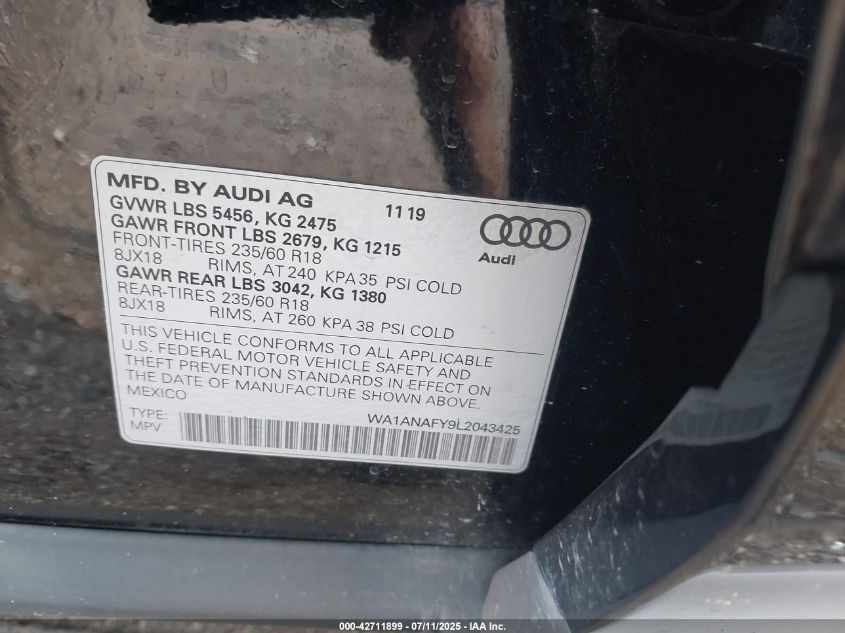 MFD. BY AUDI AG 11 19
GVWR LBS 5456, KG 2475
GAWR FRONT LBS 2679, KG 1215
FRONT-TIRES 235/60 R18
8JX18 RIMS, AT 240 KPA 35 PSI COLD
GAWR REAR LBS 3042, KG 1380
REAR-TIRES 235/60 R18
8JX18 RIMS, AT 260 KPA 38 PSI COLD
Audi
THIS VEHICLE CONFORMS TO ALL APPLICABLE
U.S. FEDERAL MOTOR VEHICLE SAFETY AND
THEFT PREVENTION STANDARDS IN EFFECT ON
THE DATE OF MANUFACTURE SHOWN ABOVE.
MEXICO
TYPE: WA1ANAFY9L2043425
MPV
000-42711899 - 07/11/2025 - IAA Inc.